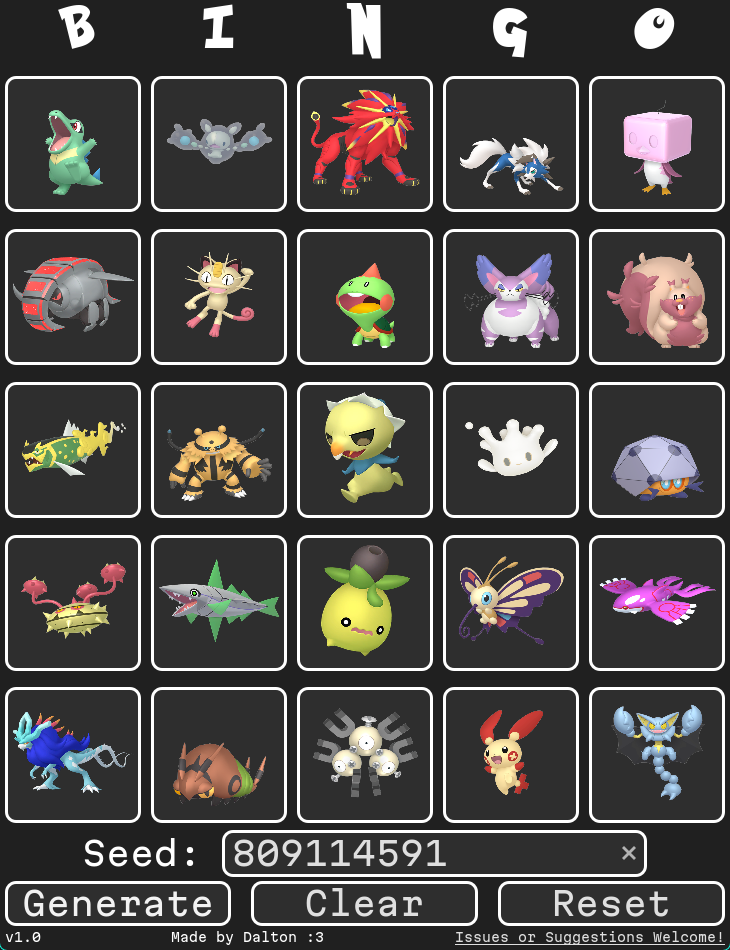 B I N G O
Seed: 809114591 ×
Generate Clear Reset
v1.0 Made by Dalton :3 Issues or Suggestions Welcome!